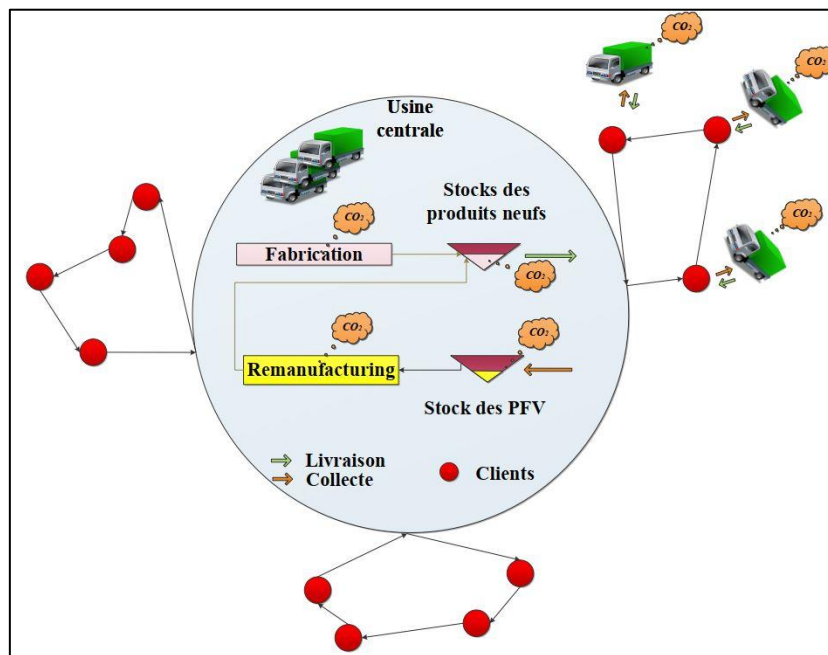 CO₂
CO₂
CO₂
Usine
centrale
Stocks des
produits neufs
CO₂
Fabrication
CO₂
CO₂
CO₂
CO₂
Remanufacturing
Stock des PFV
Livraison
Collecte
Clients